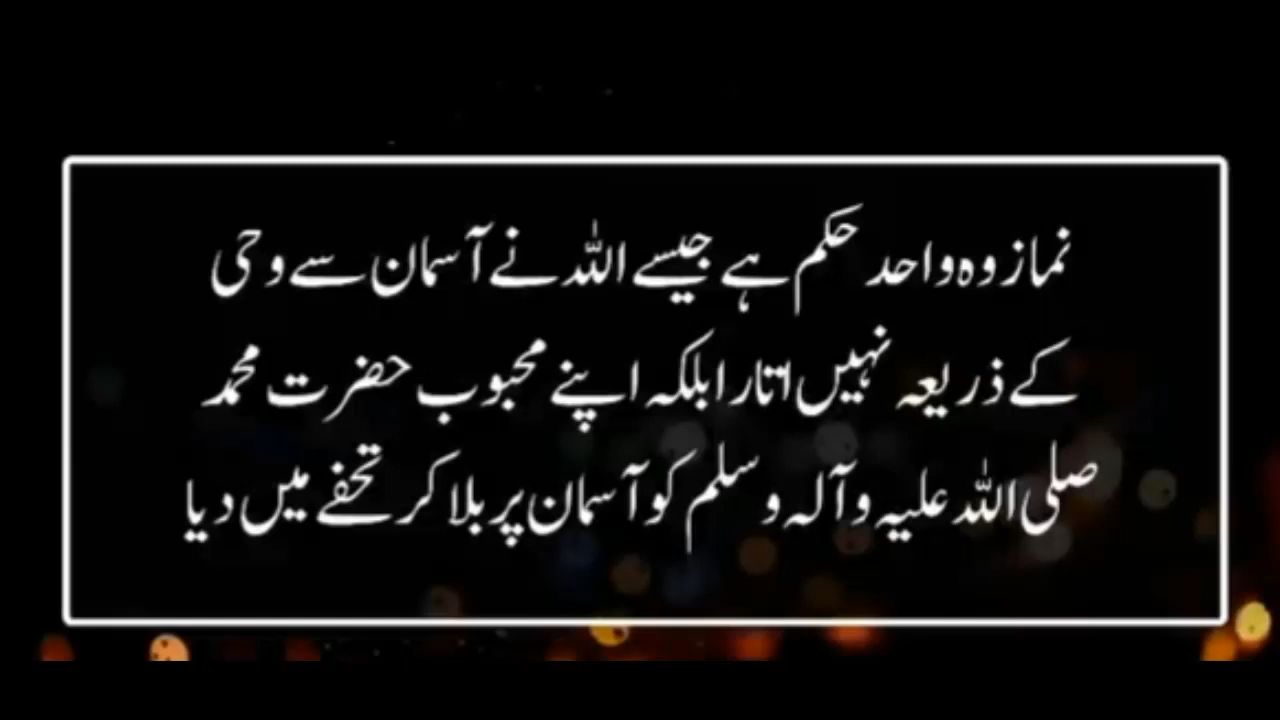 نماز وہ واحد حکم ہے جیسے اللہ نے آسمان سے وحی
کے ذریعہ نہیں اتارا بلکہ اپنے محبوب حضرت محمد
صلی اللہ علیہ وآلہ وسلم کو آسمان پر بلا کر تحفے میں دیا